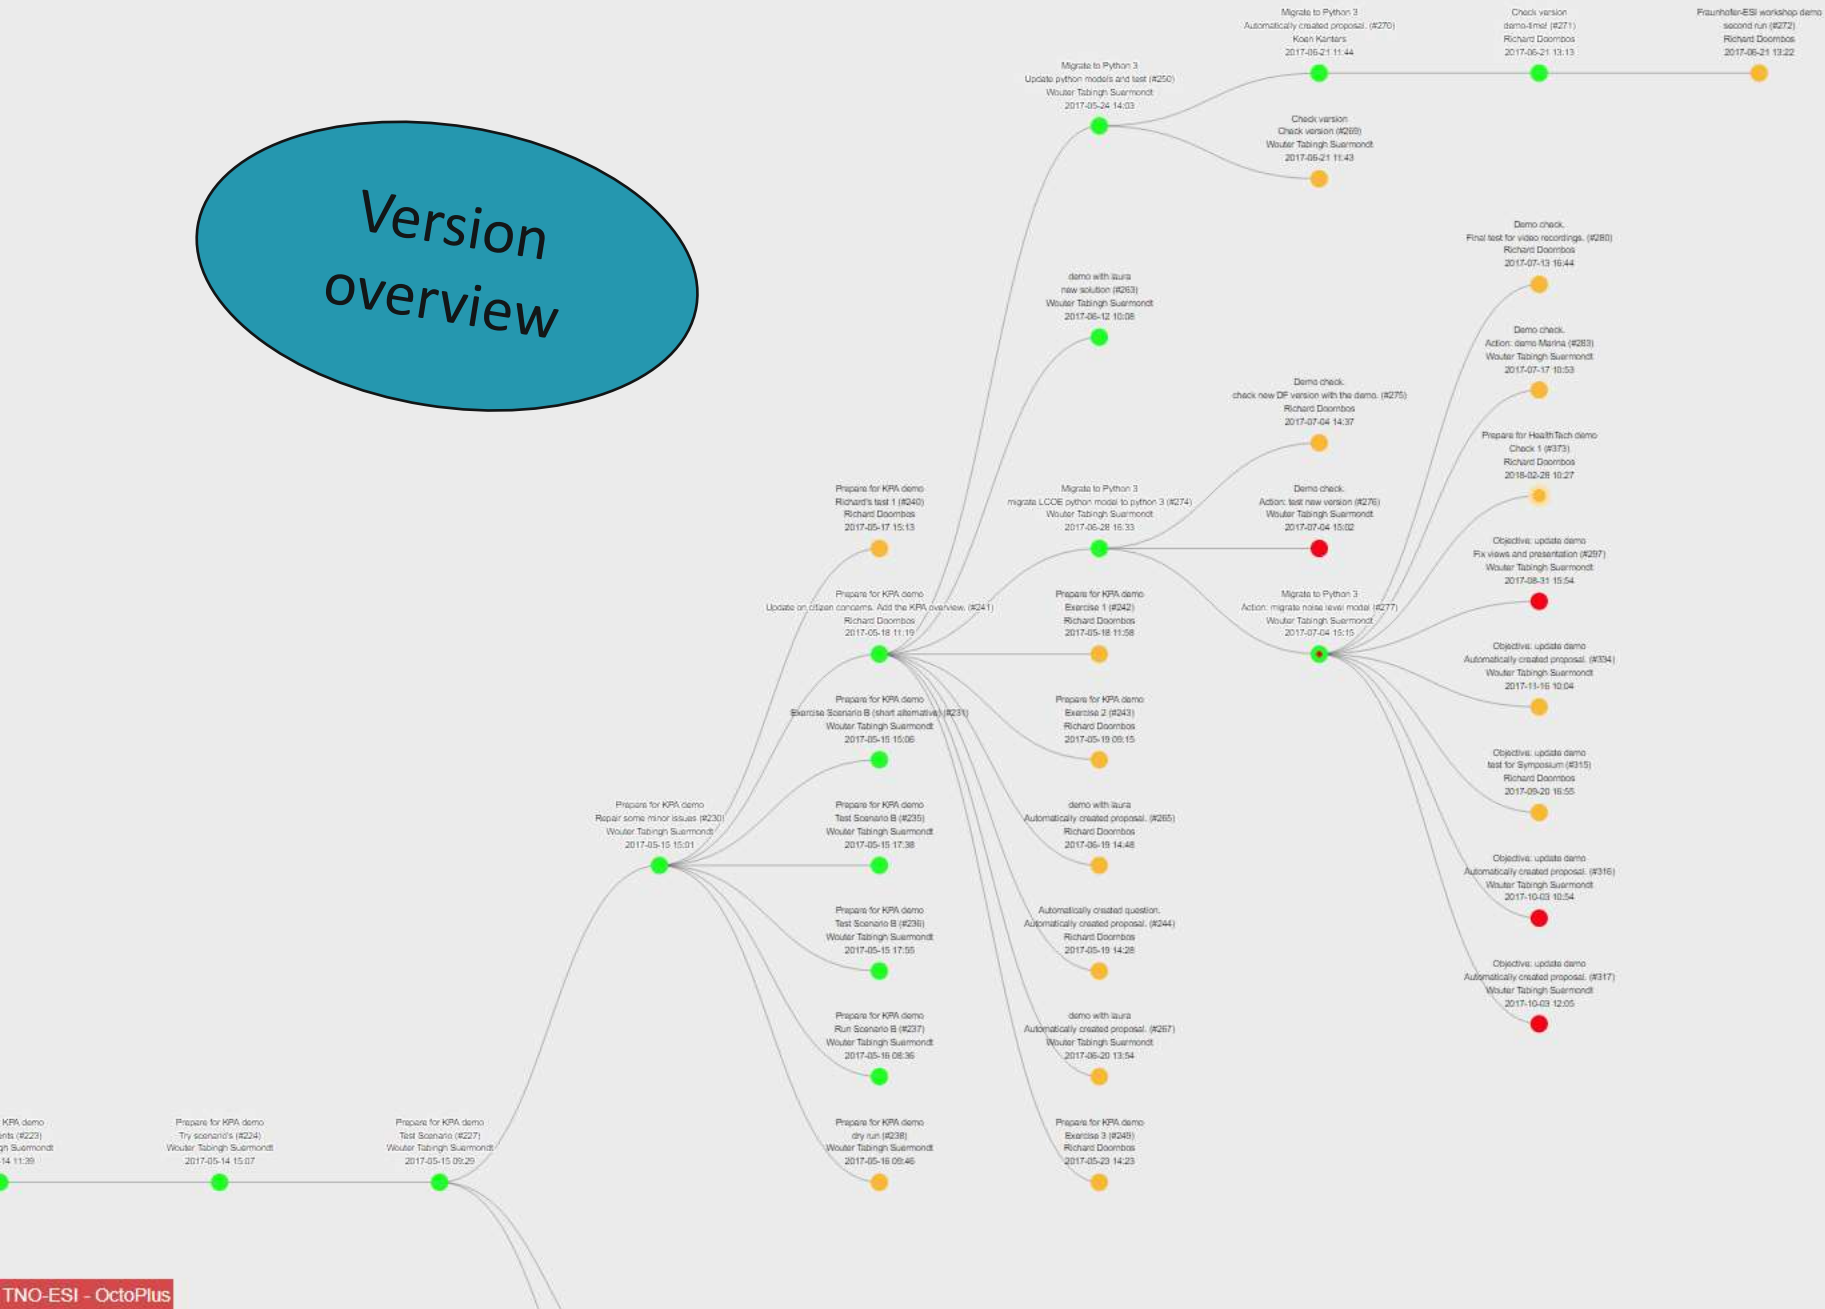 Version
overview
Migrate to Python 3
Automatically created proposal. (#270)
Koen Kanters
2017-06-21 11:44
Check version
demo-time! (#271)
Richard Doornbos
2017-06-21 13:13
Fraunhofer-ESI workshop demo
second run (#272)
Richard Doornbos
2017-06-21 13:22
Migrate to Python 3
Update python models and test (#250)
Wouter Tabingh Suermondt
2017-05-24 14:03
Check version
Check version (#269)
Wouter Tabingh Suermondt
2017-06-21 11:43
Demo check.
Final test for video recordings. (#280)
Richard Doornbos
2017-07-13 16:44
demo with laura
new solution (#263)
Wouter Tabingh Suermondt
2017-06-12 10:08
Demo check.
Action: demo Marina (#283)
Wouter Tabingh Suermondt
2017-07-17 10:53
Demo check.
check new DF version with the demo. (#275)
Richard Doornbos
2017-07-04 14:37
Prepare for HealthTech demo
Check 1 (#373)
Richard Doornbos
2018-02-28 10:27
Prepare for KPA demo
Richard's test 1 (#240)
Richard Doornbos
2017-05-17 15:13
Migrate to Python 3
migrate LCOE python model to python 3 (#274)
Wouter Tabingh Suermondt
2017-06-28 16:33
Demo check.
Action: test new version (#276)
Wouter Tabingh Suermondt
2017-07-04 15:02
Objective: update demo
Fix views and presentation (#297)
Wouter Tabingh Suermondt
2017-08-31 15:54
Prepare for KPA demo
Update on citizen concerns. Add the KPA overview. (#241)
Richard Doornbos
2017-05-18 11:19
Prepare for KPA demo
Exercise 1 (#242)
Richard Doornbos
2017-05-18 11:58
Migrate to Python 3
Action: migrate noise level model (#277)
Wouter Tabingh Suermondt
2017-07-04 15:15
Objective: update demo
Automatically created proposal. (#334)
Wouter Tabingh Suermondt
2017-11-16 10:04
Prepare for KPA demo
Exercise Scenario B (short alternative) (#231)
Wouter Tabingh Suermondt
2017-05-15 15:06
Prepare for KPA demo
Exercise 2 (#243)
Richard Doornbos
2017-05-19 09:15
Objective: update demo
test for Symposium (#315)
Richard Doornbos
2017-09-20 16:55
Prepare for KPA demo
Repair some minor issues (#230)
Wouter Tabingh Suermondt
2017-05-15 15:01
Prepare for KPA demo
Test Scenario B (#235)
Wouter Tabingh Suermondt
2017-05-15 17:38
demo with laura
Automatically created proposal. (#265)
Richard Doornbos
2017-06-19 14:48
Objective: update demo
Automatically created proposal. (#316)
Wouter Tabingh Suermondt
2017-10-03 10:54
Prepare for KPA demo
Test Scenario B (#236)
Wouter Tabingh Suermondt
2017-05-15 17:55
Automatically created question.
Automatically created proposal. (#244)
Richard Doornbos
2017-05-19 14:28
Objective: update demo
Automatically created proposal. (#317)
Wouter Tabingh Suermondt
2017-10-03 12:05
Prepare for KPA demo
Run Scenario B (#237)
Wouter Tabingh Suermondt
2017-05-16 08:36
demo with laura
Automatically created proposal. (#267)
Wouter Tabingh Suermondt
2017-06-20 13:54
KPA demo
nts (#223)
gh Suermondt
-14 11:39
Prepare for KPA demo
Try scenario's (#224)
Wouter Tabingh Suermondt
2017-05-14 15:07
Prepare for KPA demo
Test Scenario (#227)
Wouter Tabingh Suermondt
2017-05-15 09:29
Prepare for KPA demo
dry run (#238)
Wouter Tabingh Suermondt
2017-05-16 09:46
Prepare for KPA demo
Exercise 3 (#249)
Richard Doornbos
2017-05-23 14:23
TNO-ESI - OctoPlus